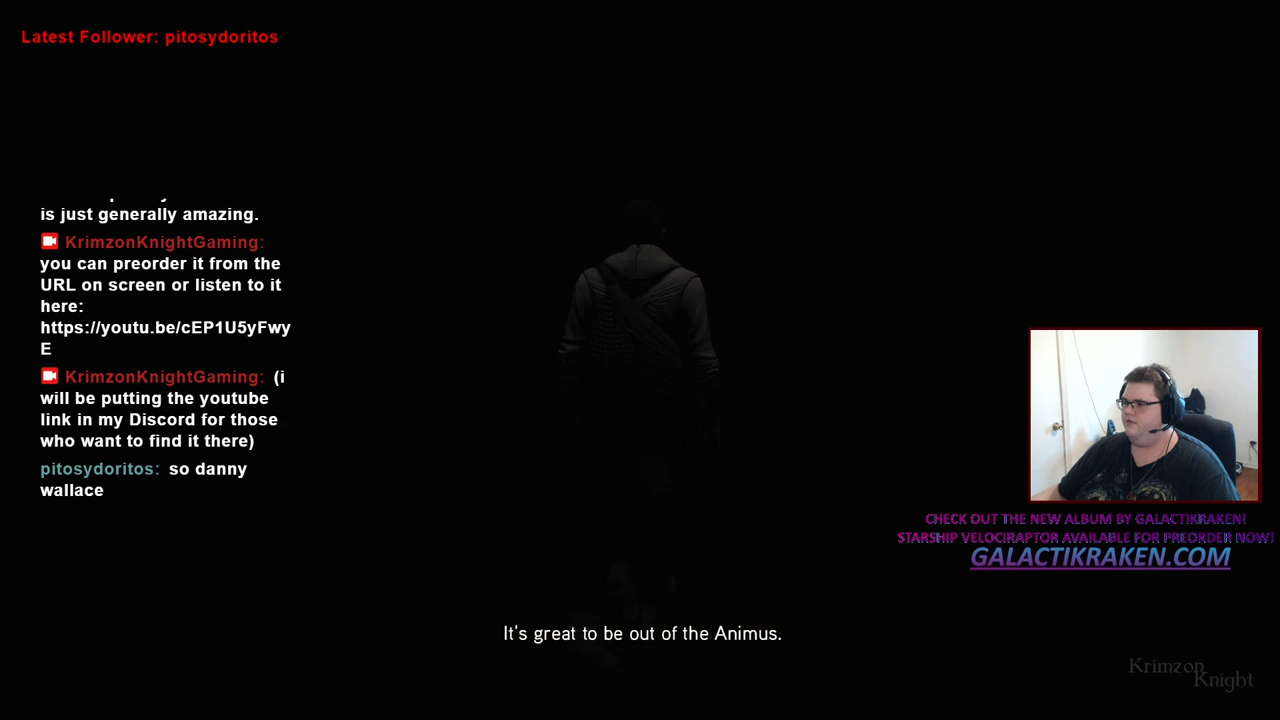 Latest Follower: pitosydoritos
is just generally amazing.
KrimzonKnightGaming:
you can preorder it from the
URL on screen or listen to it
here:
https://youtu.be/cEP1U5yFwy
E
KrimzonKnightGaming: (i
will be putting the youtube
link in my Discord for those
who want to find it there)
pitosydoritos: so danny
wallace
CHECK OUT THE NEW ALBUM BY GALACTIKRAKEN!
STARSHIP VELOCIRAPTOR AVAILABLE FOR PREORDER NOW!
GALACTIKRAKEN.COM
It's great to be out of the Animus.
Krimzon
Knight